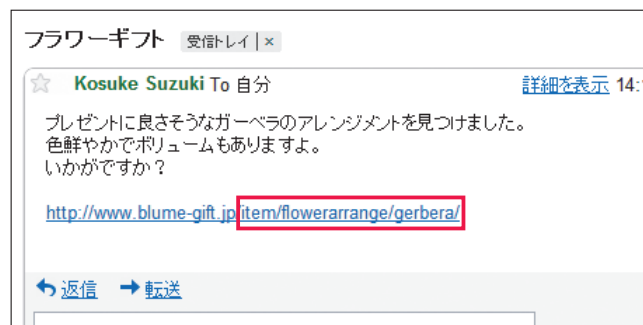 フラワーギフト 受信トレイ | ×
Kosuke Suzuki To 自分 詳細を表示 14:
プレゼントに良さそうなガーベラのアレンジメントを見つけました。
色鮮やかでボリュームもありますよ。
いかがですか？
http://www.blume-gift.jp/item/flowerarrange/gerbera/
返信 転送